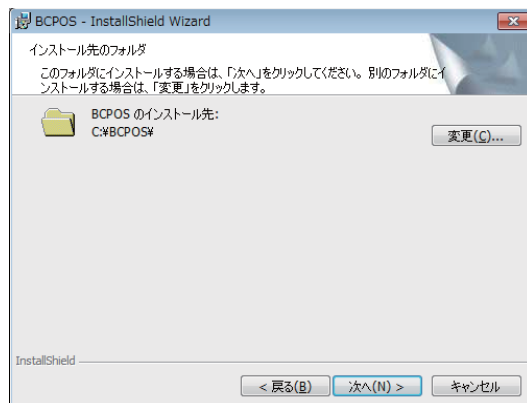 BCPOS - InstallShield Wizard
インストール先のフォルダ
このフォルダにインストールする場合は、「次へ」をクリックしてください。別のフォルダにイ
ンストールする場合は、「変更」をクリックします。
BCPOS のインストール先:
C:¥BCPOS¥
変更(C)...
InstallShield
< 戻る(B)
次へ(N) >
キャンセル